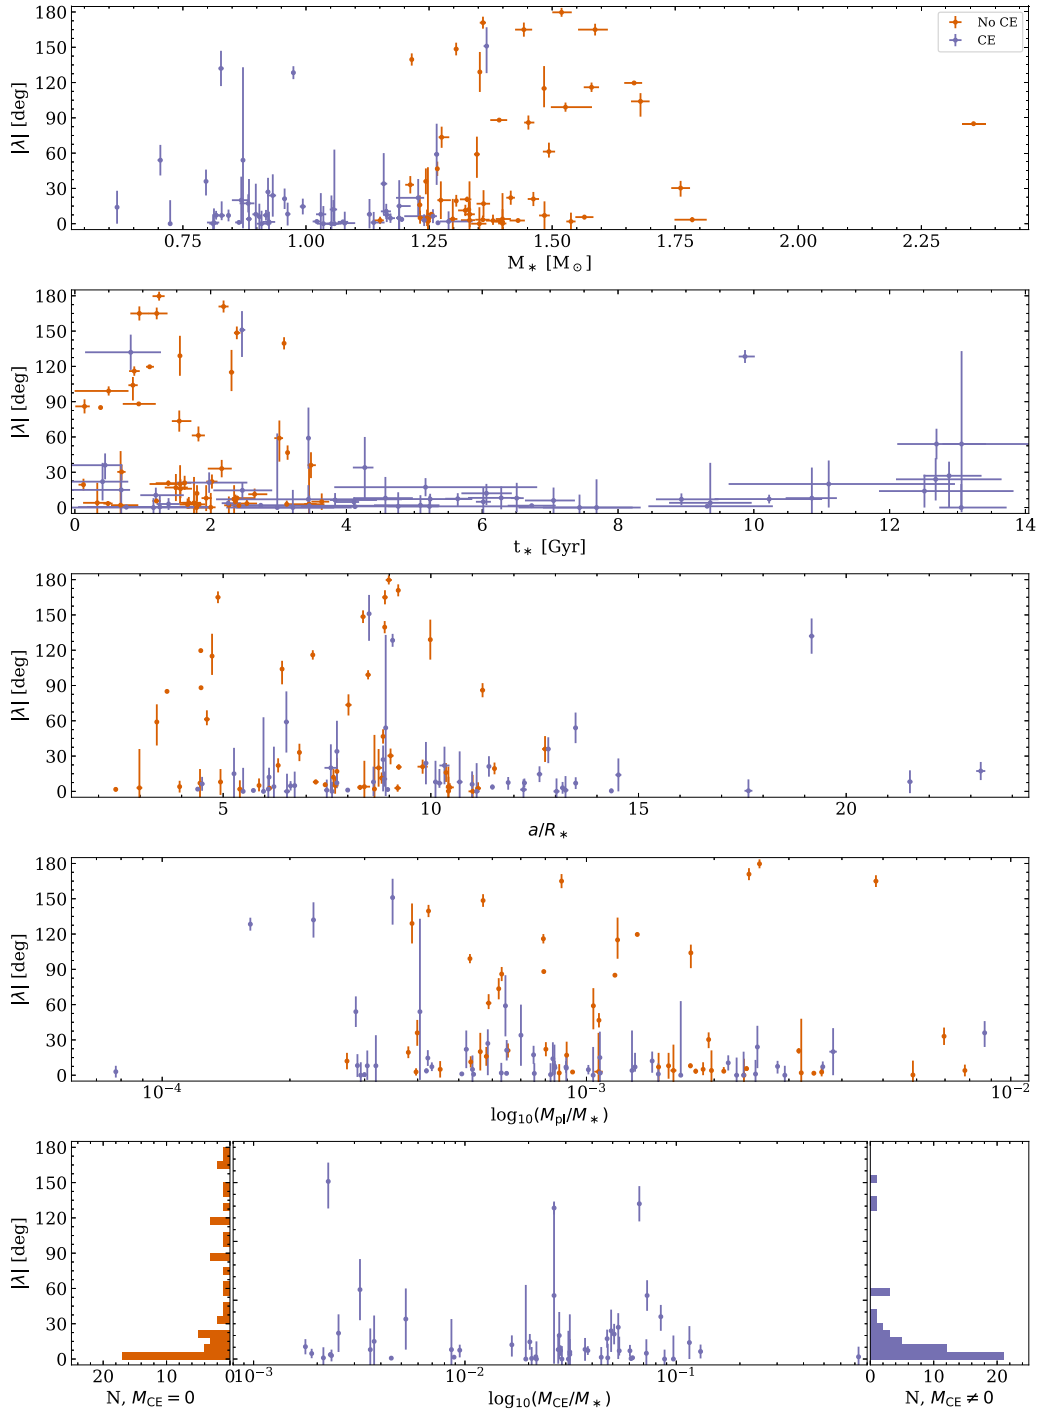 180
150
120
90
60
30
0
|λ| [deg]
No CE
CE
0.75 1.00 1.25 1.50 1.75 2.00 2.25
M∗ [M⊙]
180
150
120
90
60
30
0
|λ| [deg]
0 2 4 6 8 10 12 14
t∗ [Gyr]
180
150
120
90
60
30
0
|λ| [deg]
5 10 15 20
a/R∗
180
150
120
90
60
30
0
|λ| [deg]
10⁻⁴ 10⁻³ 10⁻²
log₁₀(Mpl/M∗)
180
150
120
90
60
30
0
|λ| [deg]
20 10 0
N, MCE = 0
10⁻³ 10⁻² 10⁻¹
log₁₀(MCE/M∗)
0 10 20
N, MCE ≠ 0